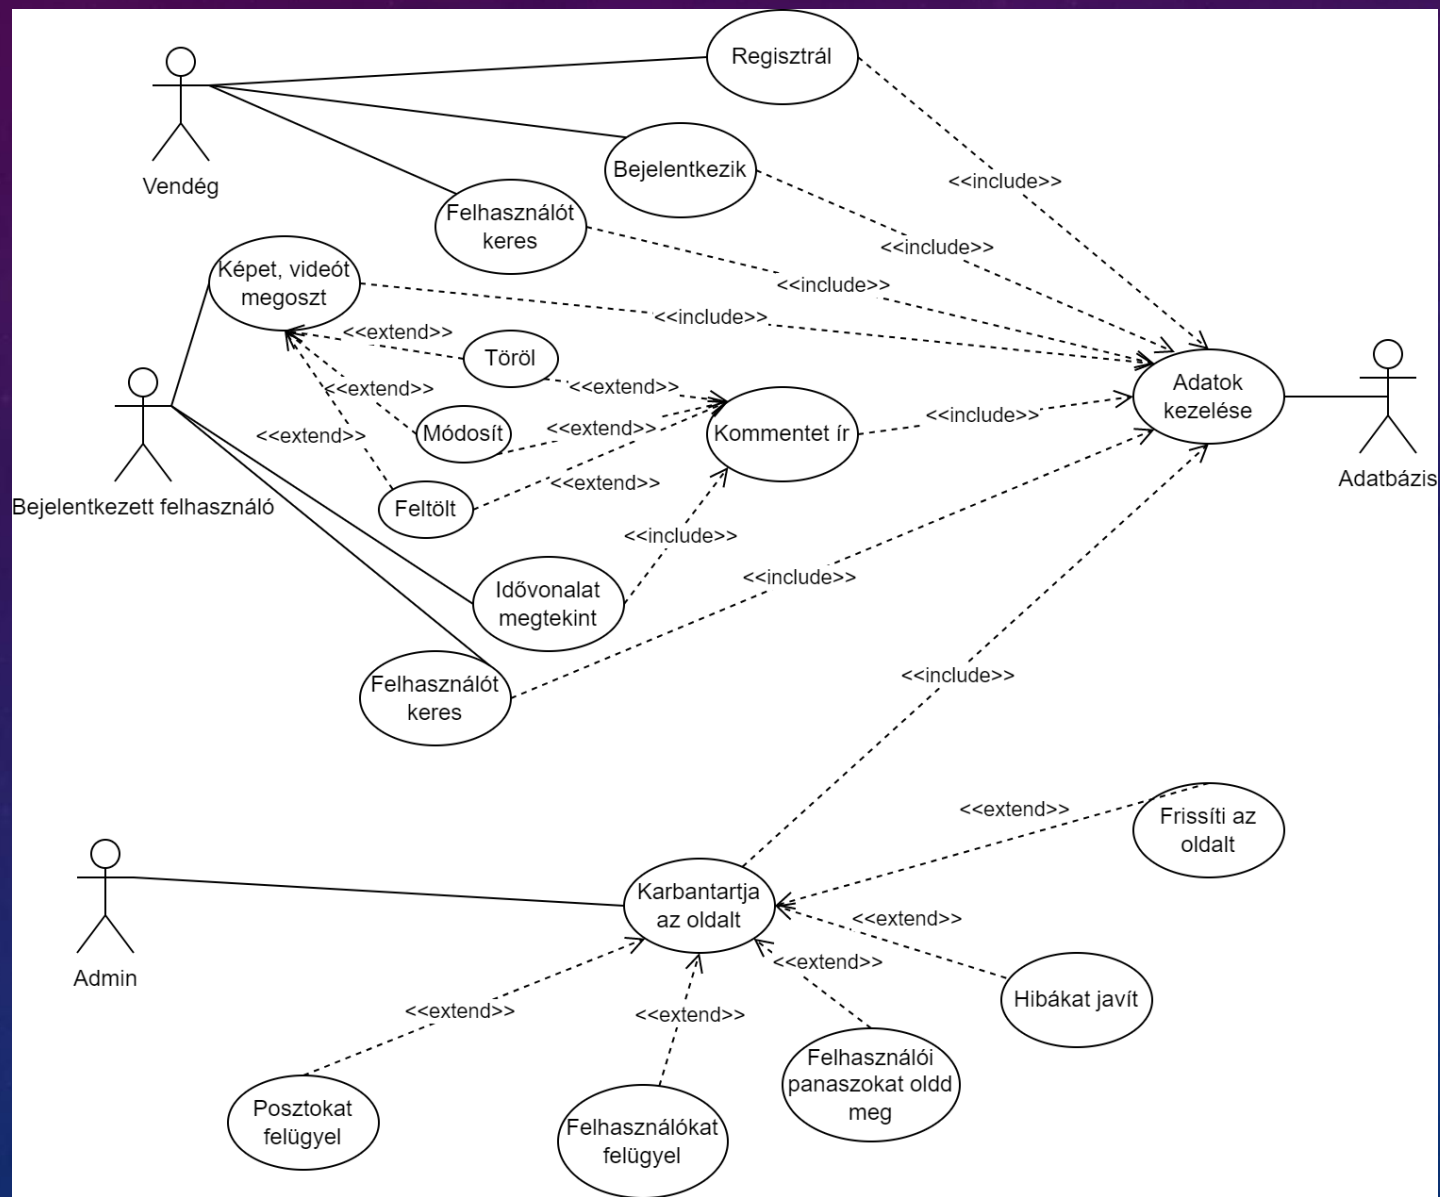 Regisztrál
<<include>>
Bejelentkezik
Vendég
<<include>>
Felhasználót
keres
<<include>>
Képet, videót
megoszt
<<include>>
<<extend>>
Töröl
<<extend>>
<<extend>>
Adatok
kezelése
<<include>>
Módosít
<<extend>>
Kommentet ír
<<extend>>
Adatbázis
<<extend>>
Feltölt
Bejelentkezett felhasználó
<<include>>
<<include>>
Idővonalat
megtekint
<<include>>
Felhasználót
keres
<<extend>>
Frissíti az
oldalt
Karbantartja
az oldalt
<<extend>>
<<extend>>
Admin
Hibákat javít
<<extend>>
<<extend>>
Felhasználói
panaszokat oldd
meg
Posztokat
felügyel
Felhasználókat
felügyel